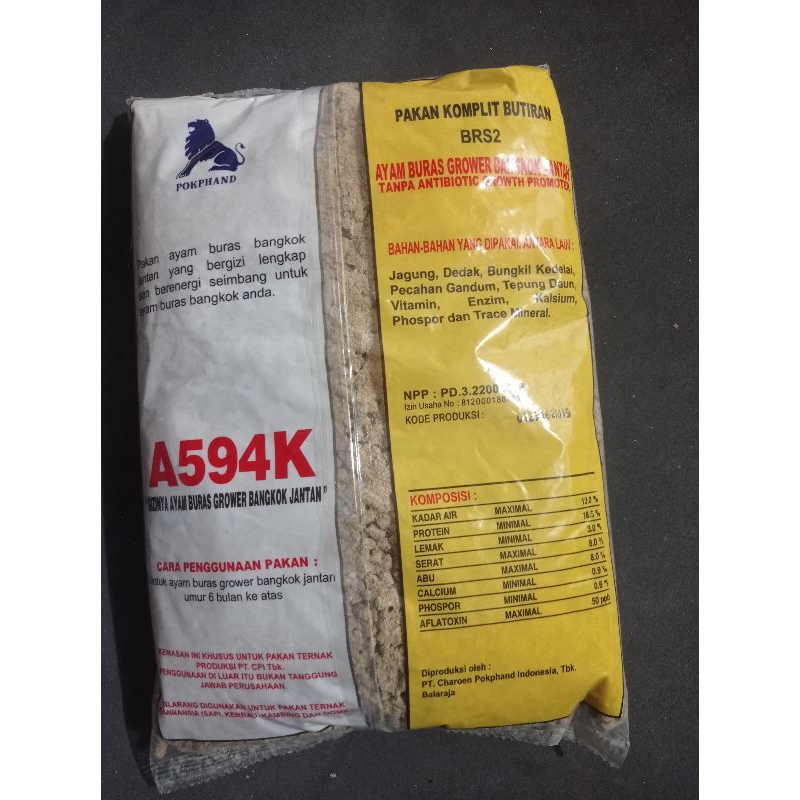 POKPHAND
Pakan ayam buras bangkok
jantan yang bergizi lengkap
dan berenergi seimbang untuk
ayam buras bangkok anda.
A594K
AYAM BURAS GROWER BANGKOK JANTAN"
CARA PENGGUNAAN PAKAN :
Untuk ayam buras grower bangkok jantan
umur 6 bulan ke atas
KEMASAN INI KHUSUS UNTUK PAKAN TERNAK
PRODUKSI PT. CPI Tbk.
PENGGUNAAN DI LUAR ITU BUKAN TANGGUNG
JAWAB PERUSAHAAN.
DILARANG DIGUNAKAN UNTUK PAKAN TERNAK
(SAPI, KERBAU, KAMBING DAN
PAKAN KOMPLIT BUTIRAN
BRS2
AYAM BURAS GROWER BANGKOK JANTAN
TANPA ANTIBIOTIC GROWTH PROMOTER
BAHAN-BAHAN YANG DIPAKAI ANTARA LAIN :
Jagung, Dedak, Bungkil Kedelai,
Pecahan Gandum, Tepung Daun,
Vitamin, Enzim, Kalsium,
Phospor dan Trace Mineral.
NPP : PD.3.2200
Izin Usaha No :
KODE PRODUKSI :
KOMPOSISI :
KADAR AIR MAXIMAL
PROTEIN MINIMAL 18.5 %
LEMAK MINIMAL 3.0 %
SERAT MAXIMAL 8.0 %
ABU MAXIMAL 8.0 %
CALCIUM MINIMAL 0.9 %
PHOSPOR MINIMAL 0.6 %
AFLATOXIN MAXIMAL 50 ppb
Diproduksi oleh :
PT. Charoen Pokphand Indonesia, Tbk.
Balaraja